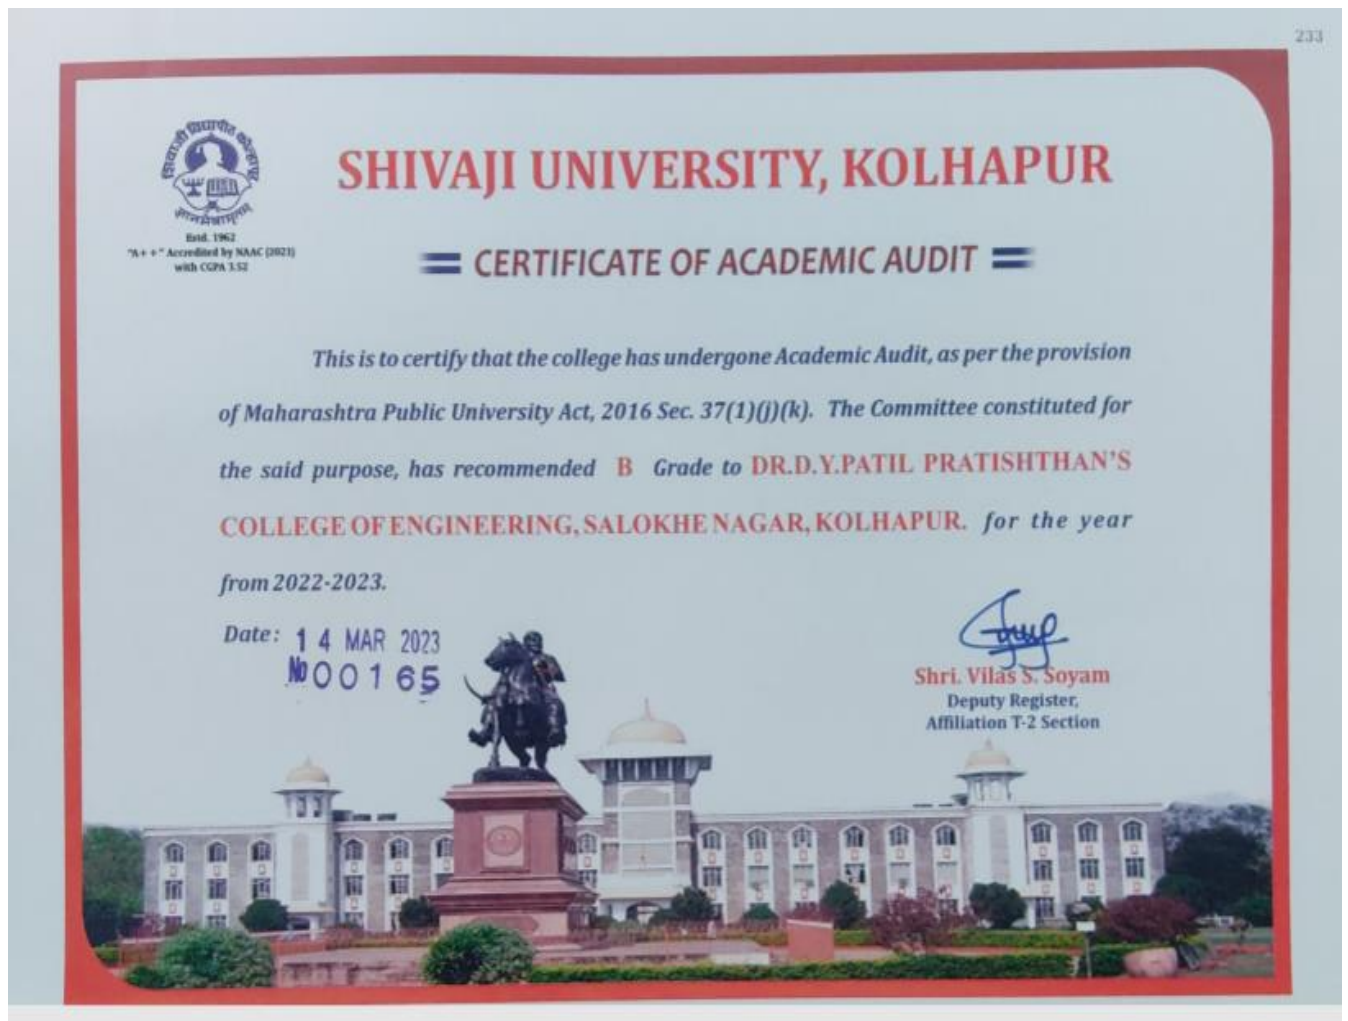 233
शिवाजी विद्यापीठ कोल्हापूर
ज्ञानमेवामृतम्
Estd. 1962
"A++" Accredited by NAAC (2023)
with CGPA 3.52
SHIVAJI UNIVERSITY, KOLHAPUR
CERTIFICATE OF ACADEMIC AUDIT
This is to certify that the college has undergone Academic Audit, as per the provision
of Maharashtra Public University Act, 2016 Sec. 37(1)(j)(k). The Committee constituted for
the said purpose, has recommended B Grade to DR.D.Y.PATIL PRATISHTHAN'S
COLLEGE OF ENGINEERING, SALOKHE NAGAR, KOLHAPUR. for the year
from 2022-2023.
Date: 14 MAR 2023
No 00165
Shri. Vilas S. Soyam
Deputy Register,
Affiliation T-2 Section